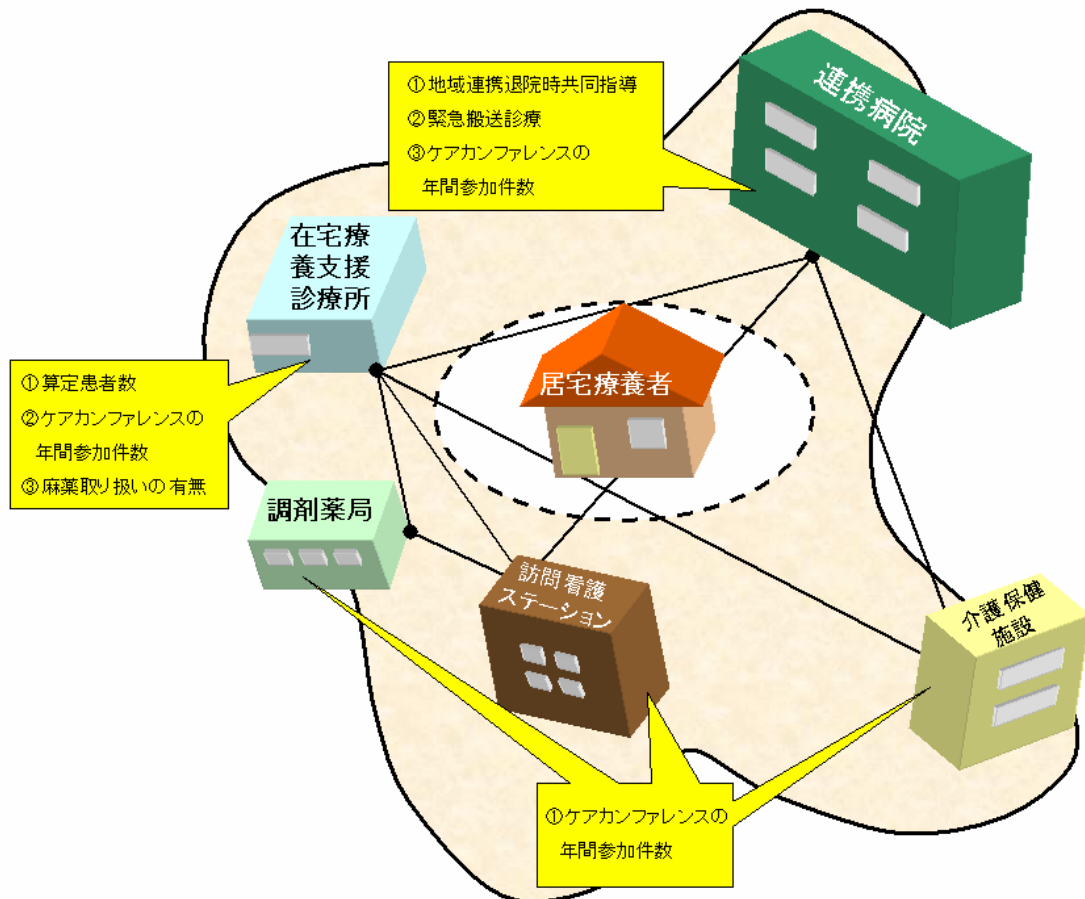 ①地域連携退院時共同指導
②緊急搬送診療
③ケアカンファレンスの
年間参加件数
連携病院
在宅療
養支援
診療所
①算定患者数
②ケアカンファレンスの
年間参加件数
③麻薬取り扱いの有無
居宅療養者
調剤薬局
訪問看護
ステーション
介護保健
施設
①ケアカンファレンスの
年間参加件数